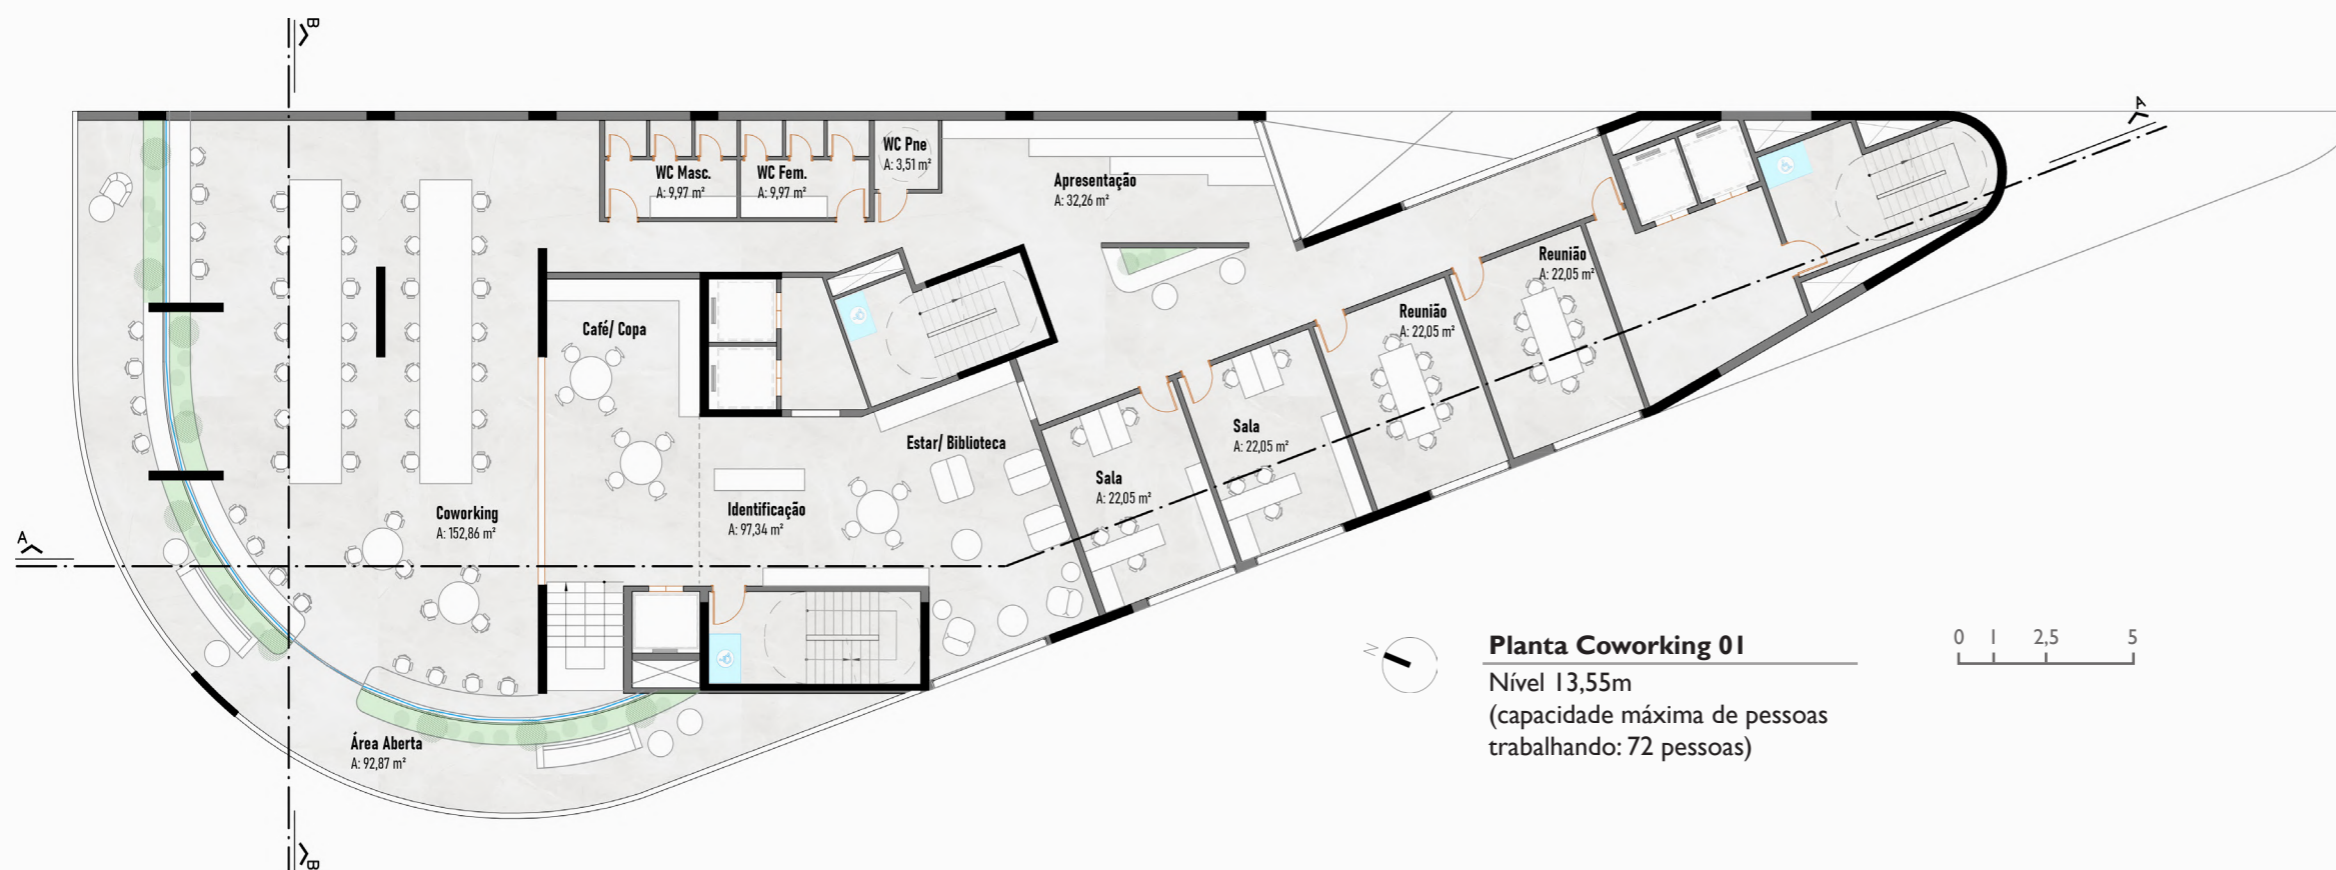 B
A
WC Masc.
A: 9,97 m²
WC Fem.
A: 9,97 m²
WC Pne
A: 3,51 m²
Apresentação
A: 32,26 m²
Reunião
A: 22,05 m²
Reunião
A: 22,05 m²
Café/ Copa
Estar/ Biblioteca
Sala
A: 22,05 m²
Sala
A: 22,05 m²
Identificação
A: 97,34 m²
Coworking
A: 152,86 m²
A
Área Aberta
A: 92,87 m²
B
N
Planta Coworking 01
Nível 13,55m
(capacidade máxima de pessoas
trabalhando: 72 pessoas)
0 1 2,5 5